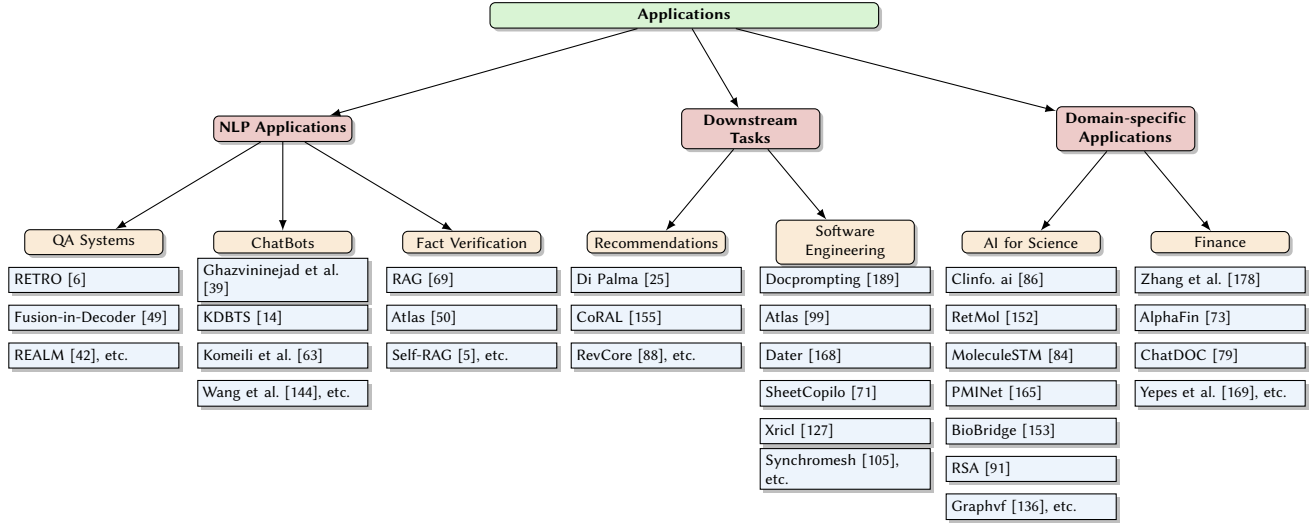 Applications
NLP Applications
Downstream
Tasks
Domain-specific
Applications
QA Systems
ChatBots
Fact Verification
Recommendations
Software
Engineering
AI for Science
Finance
RETRO [6]
Fusion-in-Decoder [49]
REALM [42], etc.
Ghazvininejad et al.
[39]
KDBTS [14]
Komeili et al. [63]
Wang et al. [144], etc.
RAG [69]
Atlas [50]
Self-RAG [5], etc.
Di Palma [25]
CoRAL [155]
RevCore [88], etc.
Docprompting [189]
Atlas [99]
Dater [168]
SheetCopilo [71]
Xricl [127]
Synchromesh [105],
etc.
Clinfo. ai [86]
RetMol [152]
MoleculeSTM [84]
PMINet [165]
BioBridge [153]
RSA [91]
Graphvf [136], etc.
Zhang et al. [178]
AlphaFin [73]
ChatDOC [79]
Yepes et al. [169], etc.